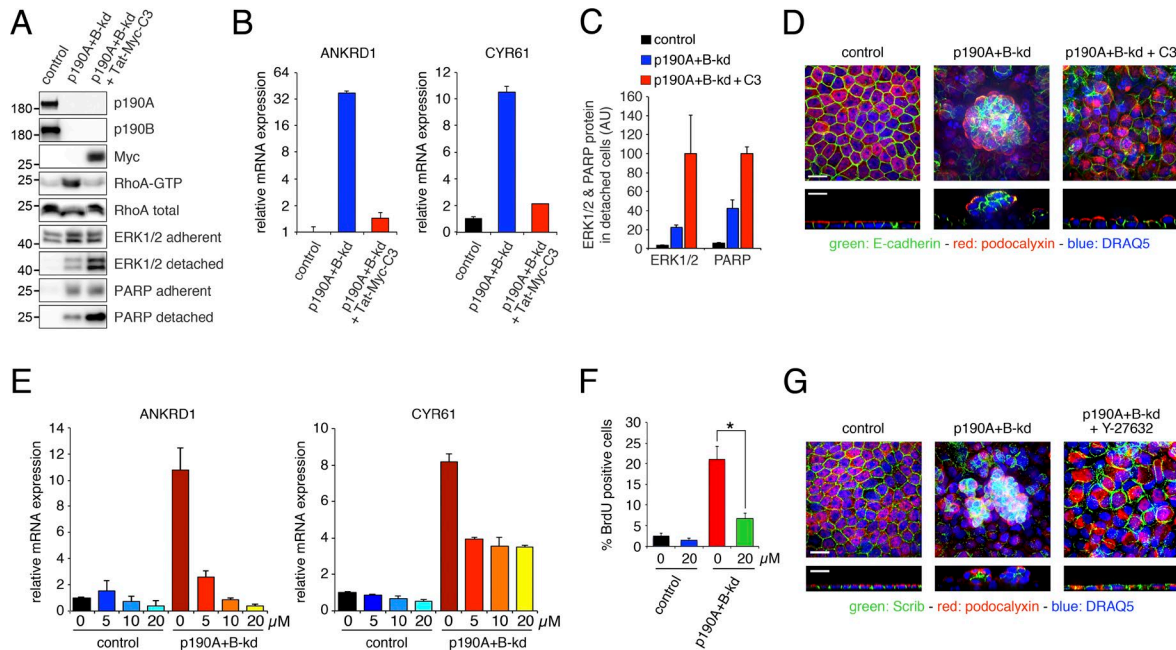 A
control
p190A+B-kd
p190A+B-kd
+ Tat-Myc-C3
180
p190A
180
p190B
25
Myc
25
RhoA-GTP
25
RhoA total
40
ERK1/2 adherent
40
ERK1/2 detached
25
PARP adherent
25
PARP detached
B
ANKRD1
relative mRNA expression
64
32
16
8
4
2
1
control
p190A+B-kd
p190A+B-kd
+ Tat-Myc-C3
CYR61
relative mRNA expression
12
10
8
6
4
2
0
control
p190A+B-kd
p190A+B-kd
+ Tat-Myc-C3
C
control
p190A+B-kd
p190A+B-kd + C3
ERK1/2 & PARP protein
in detached cells (AU)
160
140
120
100
80
60
40
20
0
ERK1/2
PARP
D
control
p190A+B-kd
p190A+B-kd + C3
green: E-cadherin - red: podocalyxin - blue: DRAQ5
E
ANKRD1
relative mRNA expression
14
12
10
8
6
4
2
0
0 5 10 20 0 5 10 20 µM
control
p190A+B-kd
CYR61
relative mRNA expression
10
8
6
4
2
0
0 5 10 20 0 5 10 20 µM
control
p190A+B-kd
F
% BrdU positive cells
30
25
20
15
10
5
0
*
0 20 0 20 µM
control
p190A+B-kd
G
control
p190A+B-kd
p190A+B-kd
+ Y-27632
green: Scrib - red: podocalyxin - blue: DRAQ5